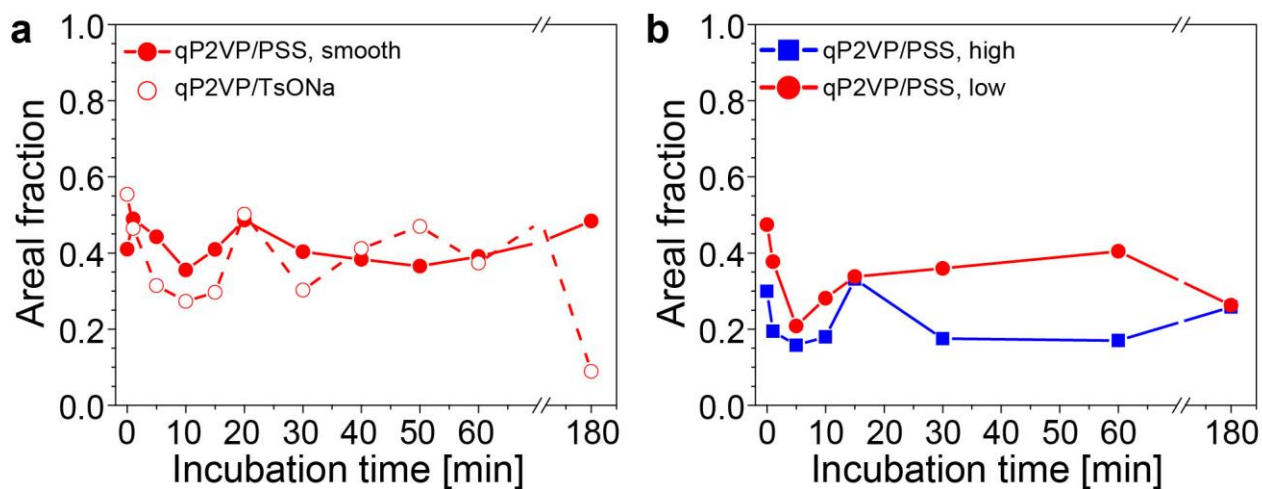 a
qP2VP/PSS, smooth
qP2VP/TsONa
Areal fraction
1.0
0.8
0.6
0.4
0.2
0.0
0 10 20 30 40 50 60 180
Incubation time [min]
b
qP2VP/PSS, high
qP2VP/PSS, low
Areal fraction
1.0
0.8
0.6
0.4
0.2
0.0
0 10 20 30 40 50 60 180
Incubation time [min]